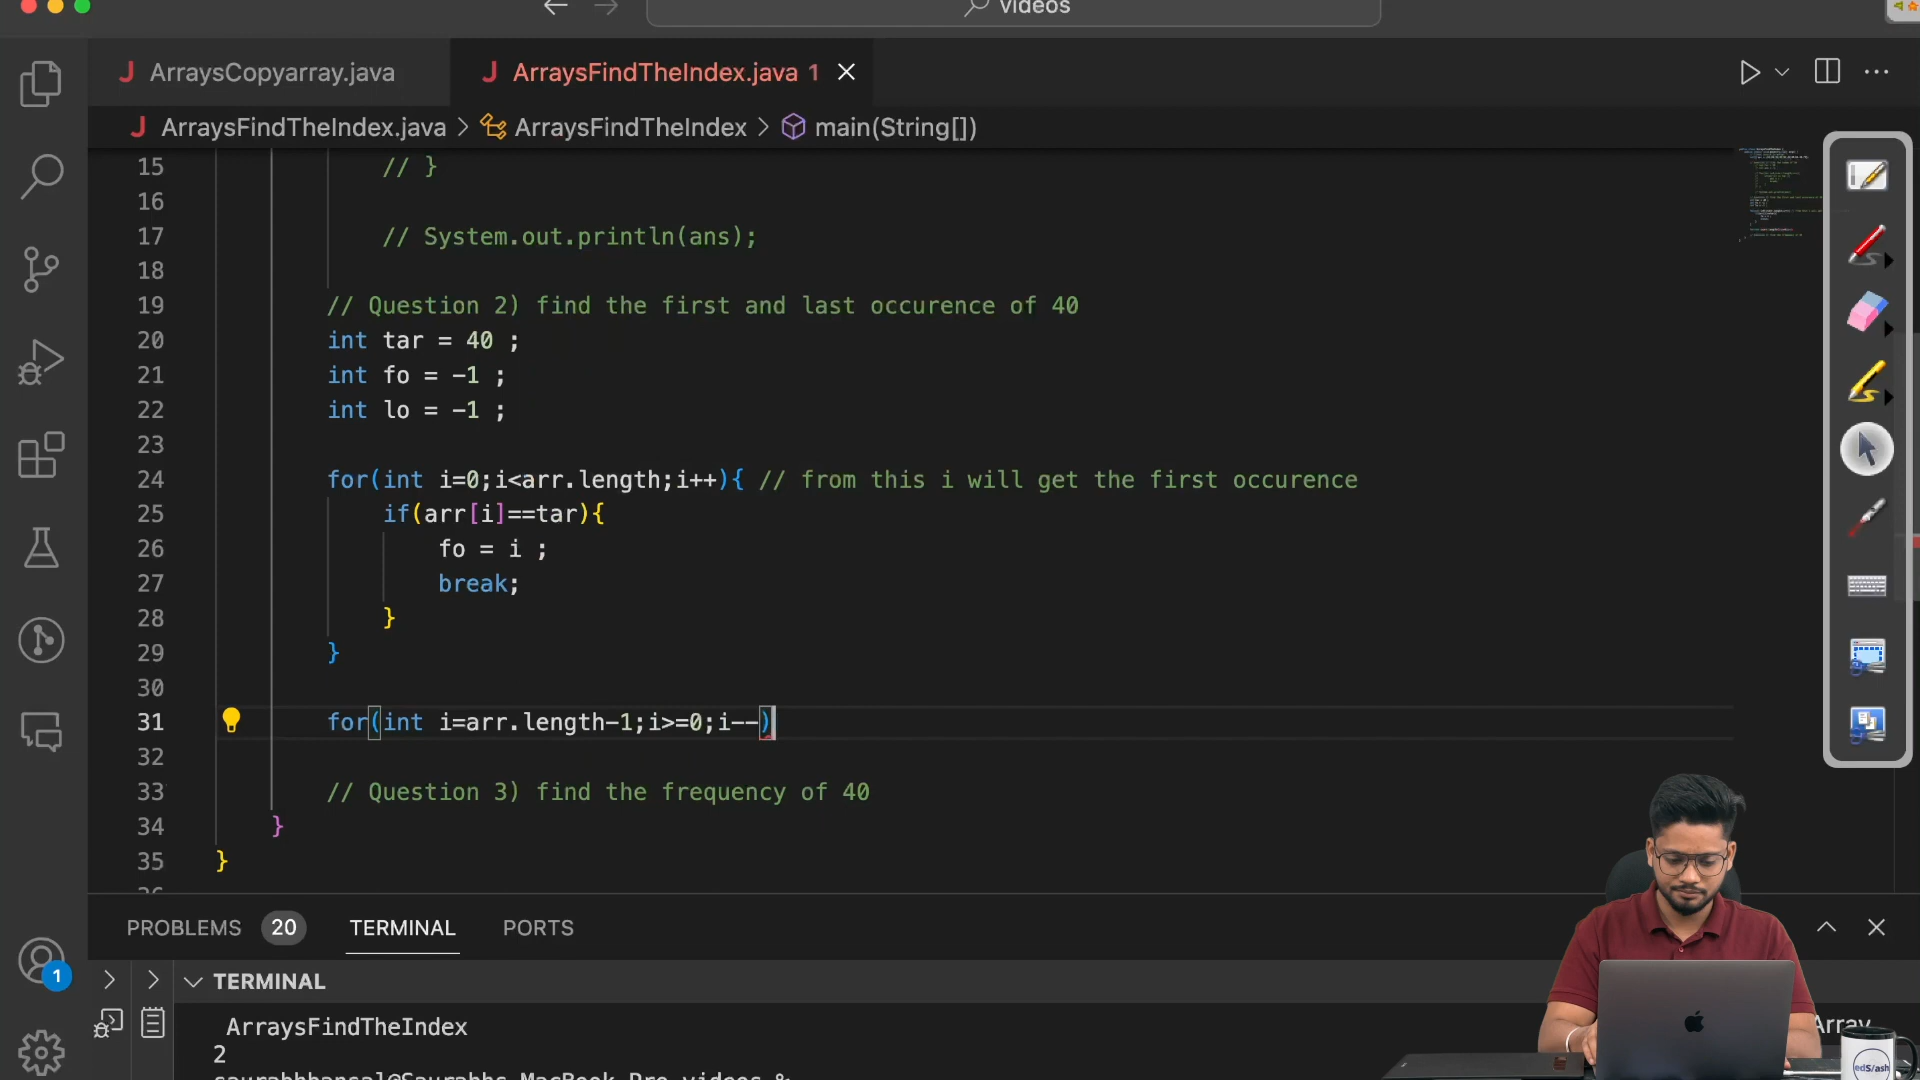 videos
ArraysCopyarray.java
ArraysFindTheIndex.java 1
ArraysFindTheIndex.java > ArraysFindTheIndex > main(String[])
15 // }
16
17 // System.out.println(ans);
18
19 // Question 2) find the first and last occurence of 40
20 int tar = 40 ;
21 int fo = -1 ;
22 int lo = -1 ;
23
24 for(int i=0;i<arr.length;i++){ // from this i will get the first occurence
25 if(arr[i]==tar){
26 fo = i ;
27 break;
28 }
29 }
30
31 for(int i=arr.length-1;i>=0;i--)
32
33 // Question 3) find the frequency of 40
34 }
35 }
PROBLEMS 20 TERMINAL PORTS
1
TERMINAL
ArraysFindTheIndex
2
Array
edSlash